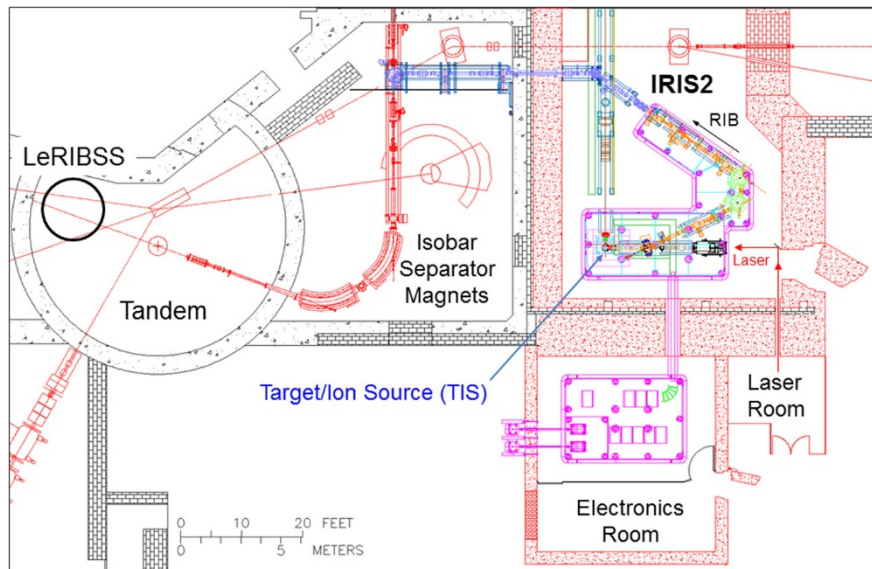 IRIS2
RIB
LeRIBSS
Isobar
Separator
Magnets
Laser
Tandem
Target/Ion Source (TIS)
Laser
Room
Electronics
Room
0 10 20 FEET
0 5 METERS